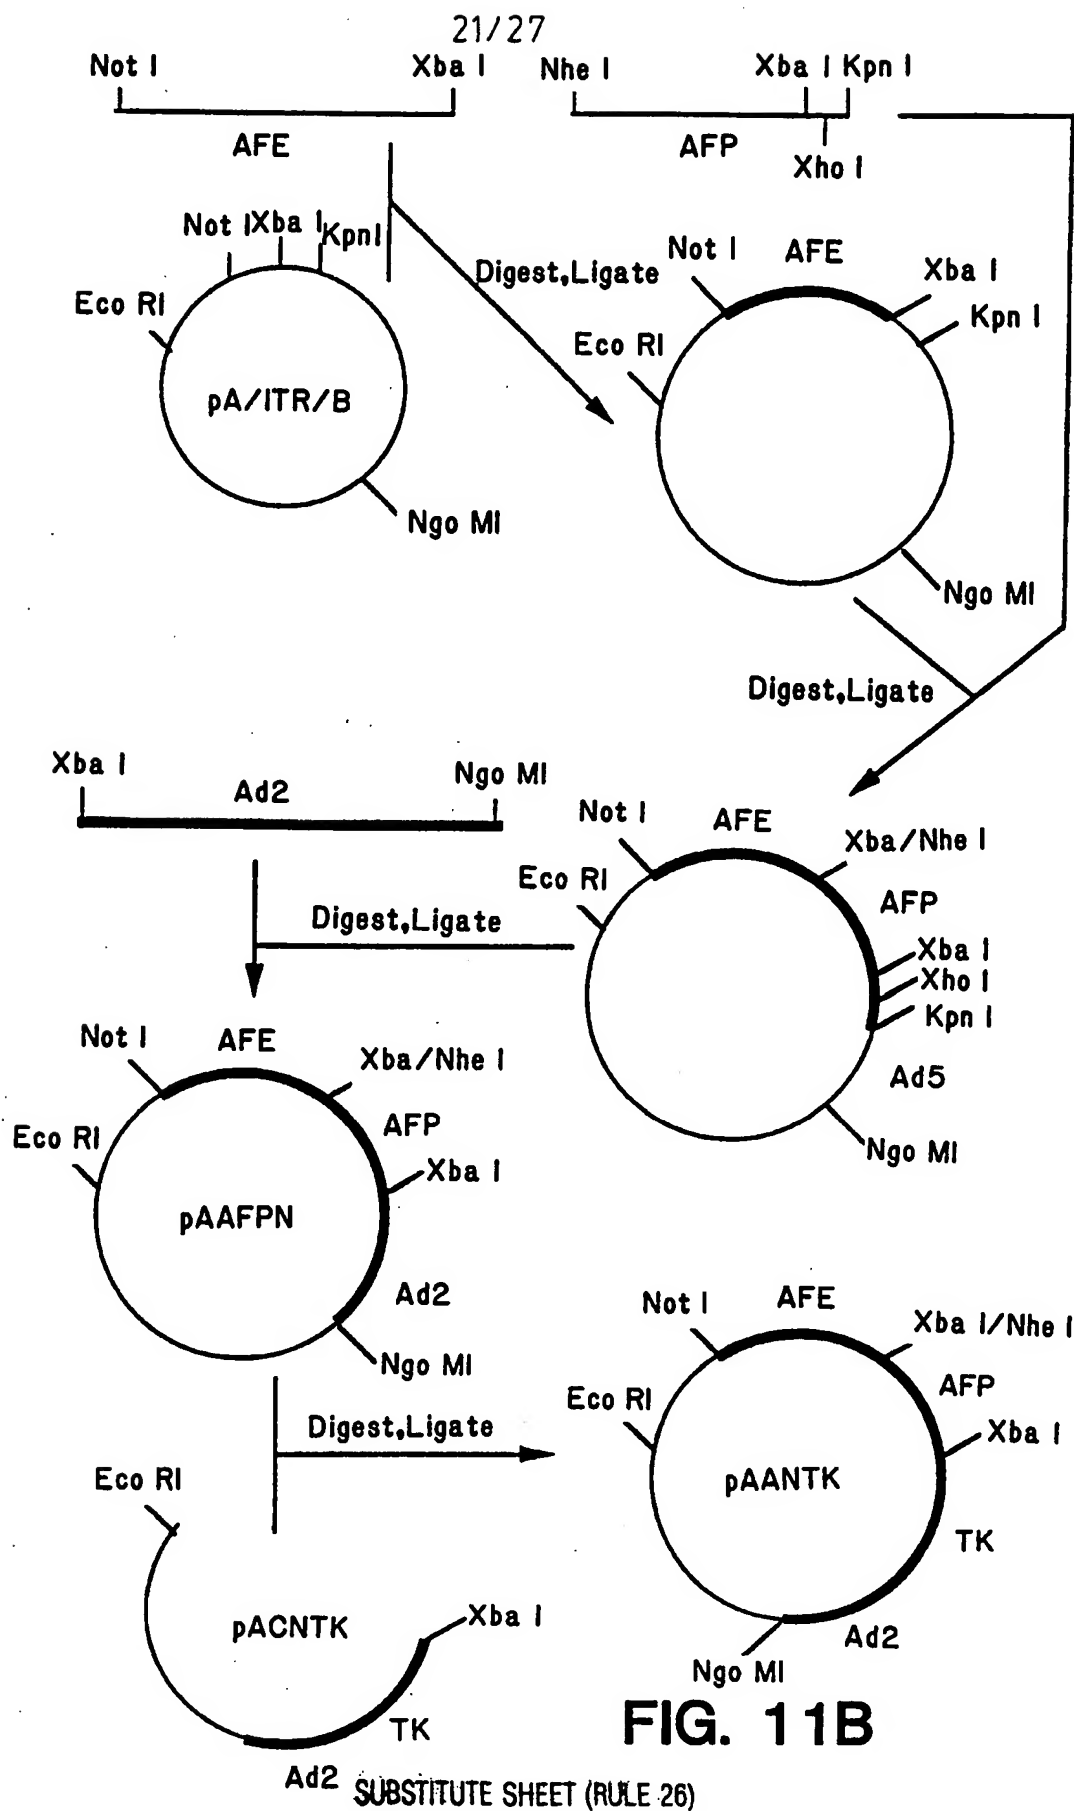 21/27
Not I
Xba I
Nhe I
Xba I
Kpn I
AFE
AFP
Xho I
Not I
Xba I
Kpn I
Eco RI
pA/ITR/B
Ngo MI
Digest,Ligate
Not I
AFE
Xba I
Kpn I
Eco RI
Ngo MI
Digest,Ligate
Xba I
Ad2
Ngo MI
Not I
AFE
Xba/Nhe I
Eco RI
AFP
Xba I
Xho I
Kpn I
Ad5
Ngo MI
Digest,Ligate
Not I
AFE
Xba/Nhe I
Eco RI
AFP
Xba I
pAAFPN
Ad2
Ngo MI
Digest,Ligate
Not I
AFE
Xba I/Nhe I
Eco RI
AFP
Xba I
pAANTK
TK
Ad2
Ngo MI
Eco RI
pACNTK
Xba I
TK
Ad2
FIG. 11B
SUBSTITUTE SHEET (RULE 26)